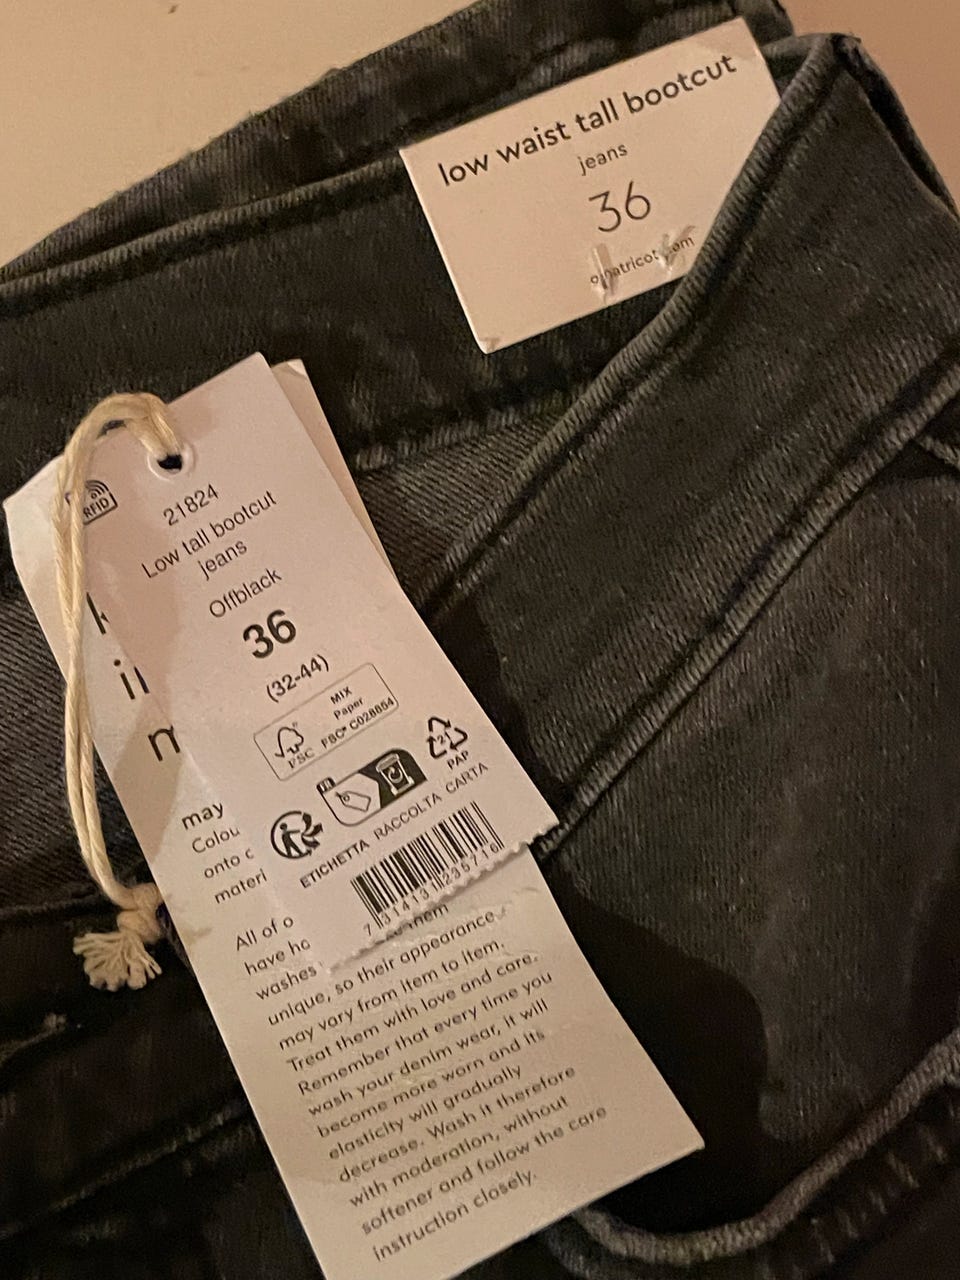 low waist tall bootcut
jeans
36
RFID
21824
Low tall bootcut
jeans
Offblack
36
(32-44)
MIX
Paper
FSC® C028854
FSC
FR
21
PAP
ETICHETTA RACCOLTA CARTA
7 314131 235716
may
Colou
onto
materi
All of o
have
washes
unique, so their appearance
may vary from item to item.
Treat them with love and care.
Remember that every time you
wash your denim wear, it will
become more worn and its
elasticity will gradually
decrease. Wash it therefore
with moderation, without
softener and follow the care
instruction closely.